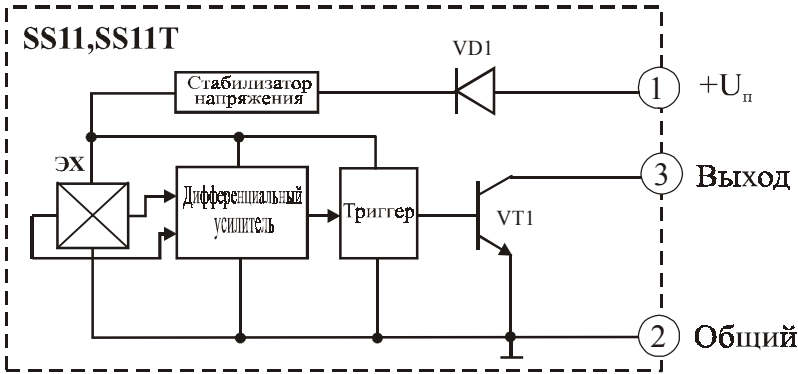 SS11,SS11T
VD1
Стабилизатор
напряжения
1
+Uп
ЭХ
3
Выход
Дифференциальный
усилитель
Триггер
VT1
2
Общий